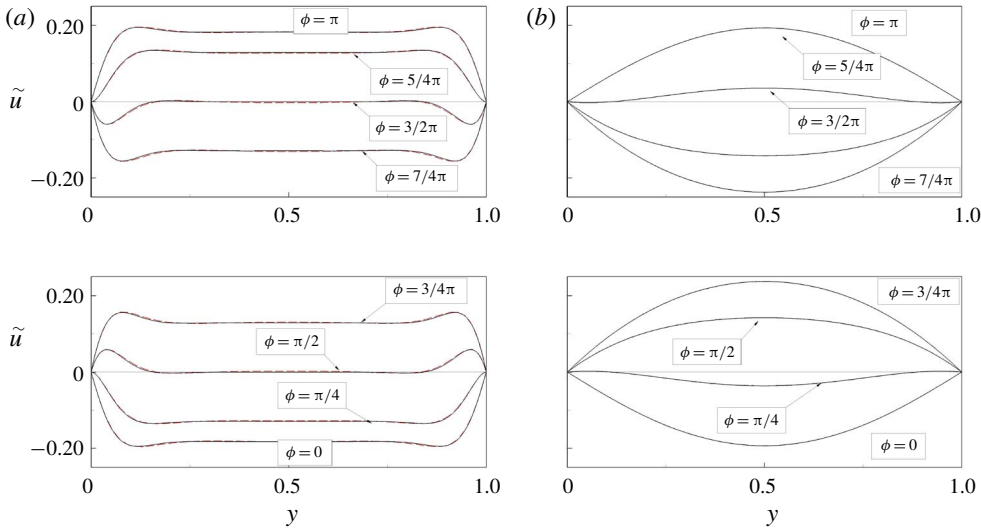 (a)
φ = π
0.20
φ = 5/4π
ũ
0
φ = 3/2π
φ = 7/4π
−0.20
0
0.5
1.0
(b)
φ = π
φ = 5/4π
φ = 3/2π
φ = 7/4π
0
0.5
1.0
φ = 3/4π
0.20
φ = π/2
ũ
0
φ = π/4
−0.20
φ = 0
0
0.5
1.0
y
φ = 3/4π
φ = π/2
φ = π/4
φ = 0
0
0.5
1.0
y